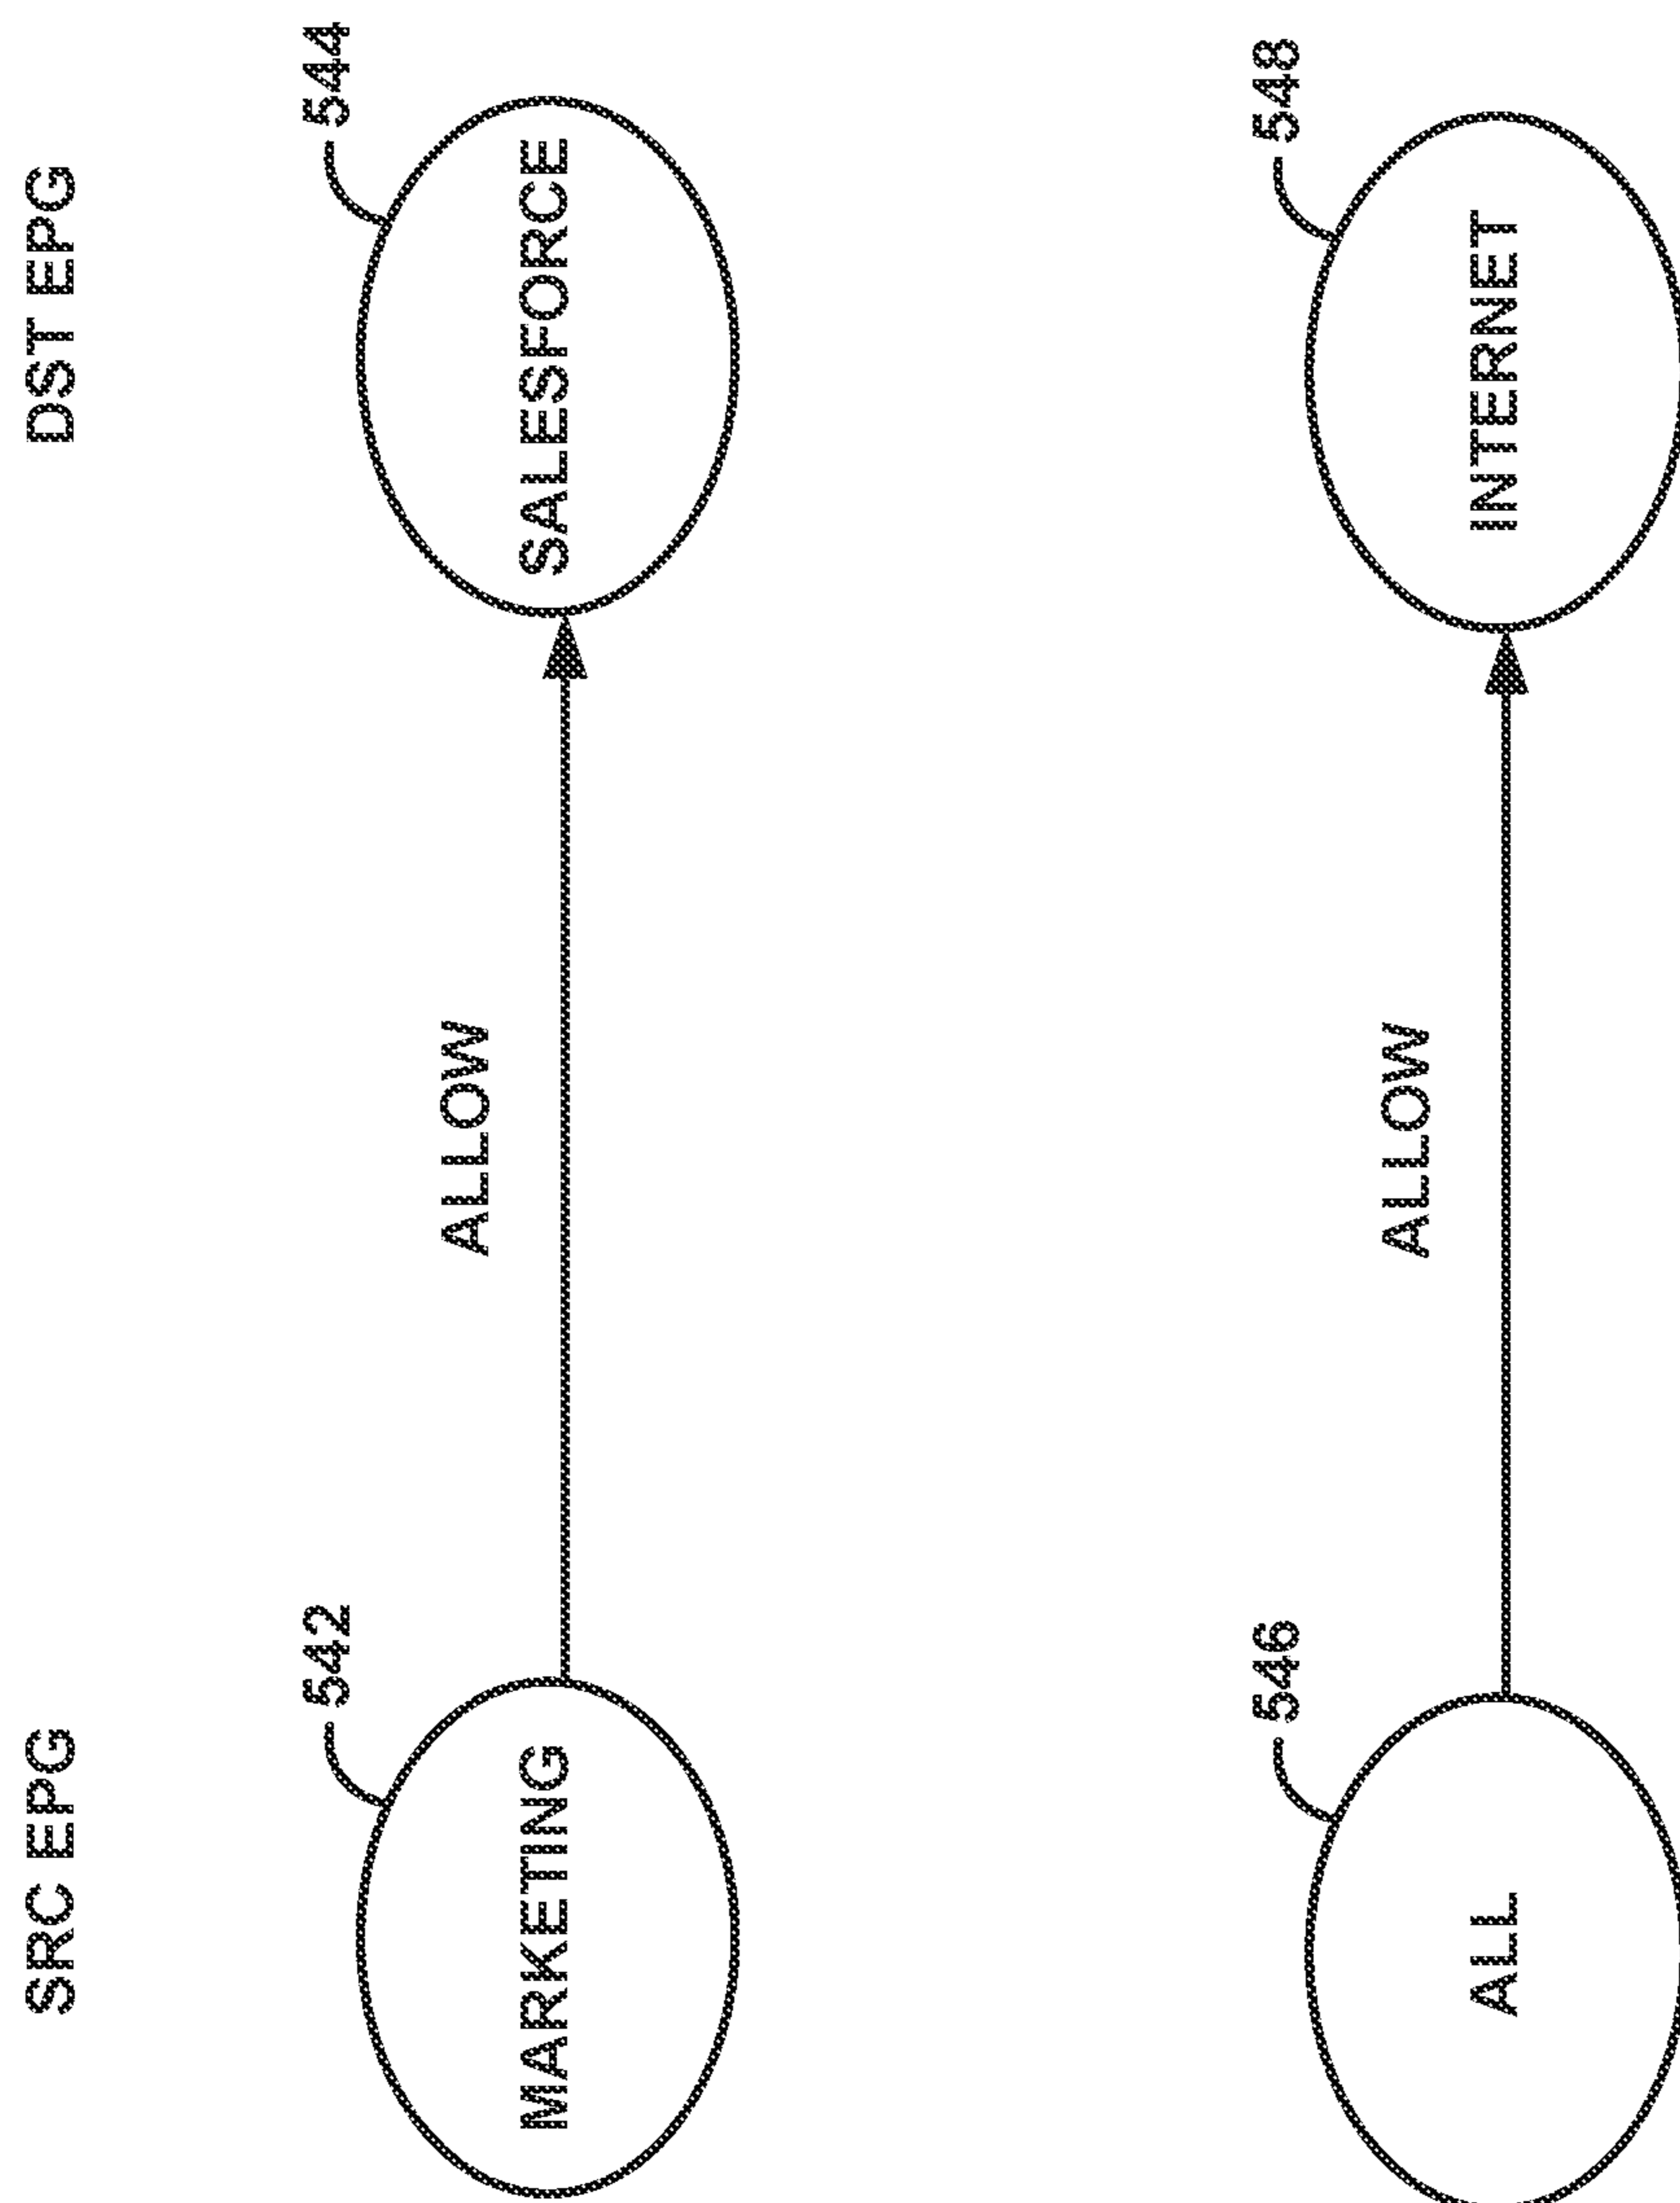 SRC EPG
DST EPG
542
544
MARKETING
ALLOW
SALESFORCE
546
548
ALL
ALLOW
INTERNET